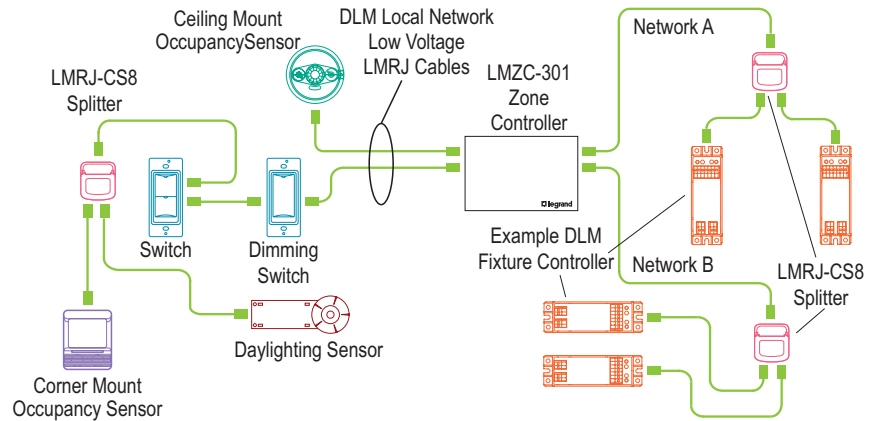 Ceiling Mount
OccupancySensor
DLM Local Network
Low Voltage
LMRJ Cables
Network A
LMZC-301
Zone
Controller
LMRJ-CS8
Splitter
legrand
Switch
Dimming
Switch
Example DLM
Fixture Controller
Network B
LMRJ-CS8
Splitter
Daylighting Sensor
Corner Mount
Occupancy Sensor